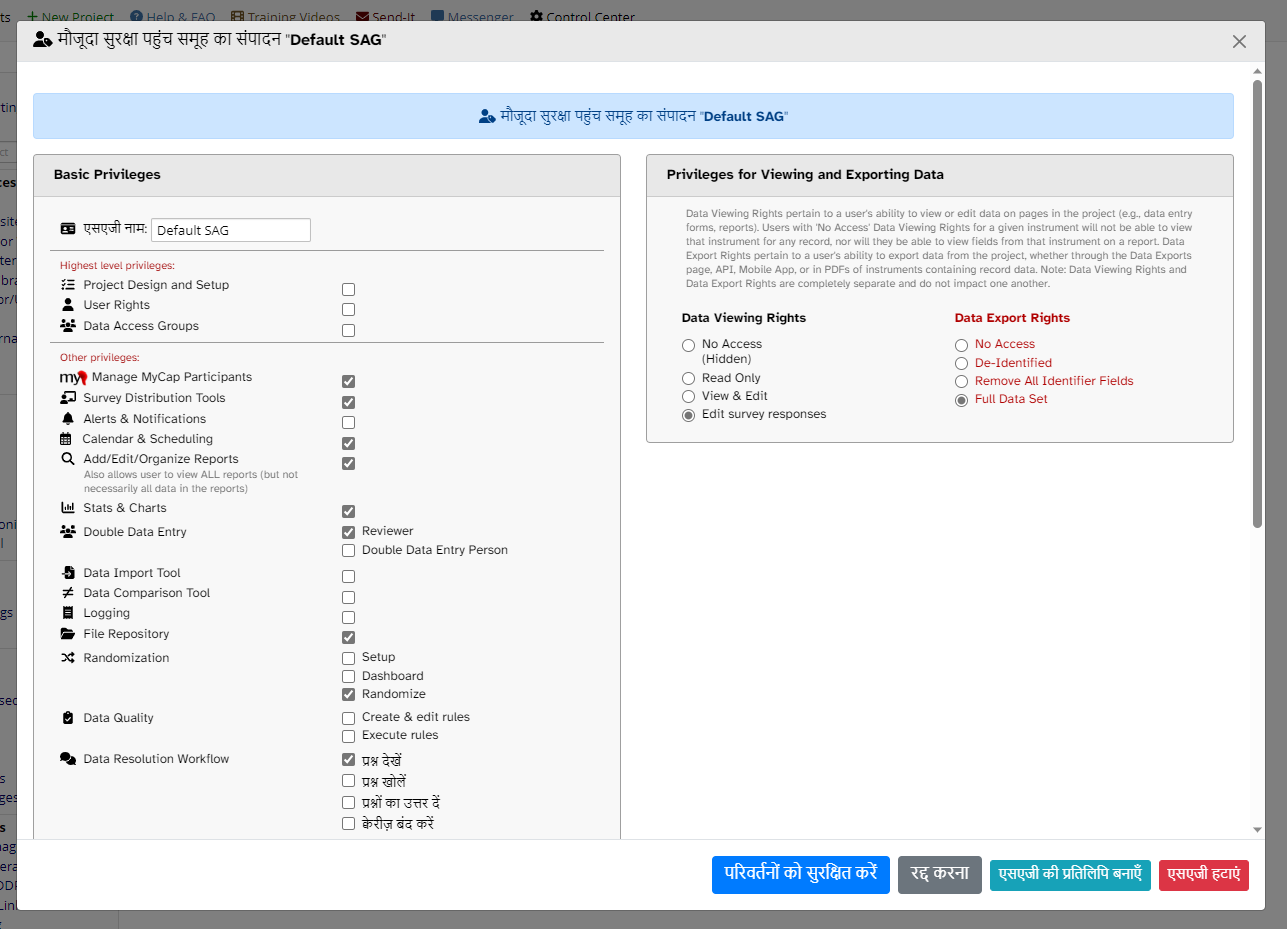 New Project Help & FAQ Training Videos Send-It Messenger Control Center
मौजूदा सुरक्षा पहुंच समूह का संपादन "Default SAG"
मौजूदा सुरक्षा पहुंच समूह का संपादन "Default SAG"
Basic Privileges
एसएजी नाम: Default SAG
Highest level privileges:
Project Design and Setup
User Rights
Data Access Groups
Other privileges:
my Manage MyCap Participants
Survey Distribution Tools
Alerts & Notifications
Calendar & Scheduling
Add/Edit/Organize Reports
Also allows user to view ALL reports (but not
necessarily all data in the reports)
Stats & Charts
Double Data Entry Reviewer
Double Data Entry Person
Data Import Tool
Data Comparison Tool
Logging
File Repository
Randomization Setup
Dashboard
Randomize
Data Quality Create & edit rules
Execute rules
Data Resolution Workflow प्रश्न देखें
प्रश्न खोलें
प्रश्नों का उत्तर दें
क्वेरीज़ बंद करें
Privileges for Viewing and Exporting Data
Data Viewing Rights pertain to a user's ability to view or edit data on pages in the project (e.g., data entry
forms, reports). Users with 'No Access' Data Viewing Rights for a given instrument will not be able to view
that instrument for any record, nor will they be able to view fields from that instrument on a report. Data
Export Rights pertain to a user's ability to export data from the project, whether through the Data Exports
page, API, Mobile App, or in PDFs of instruments containing record data. Note: Data Viewing Rights and
Data Export Rights are completely separate and do not impact one another.
Data Viewing Rights
No Access
(Hidden)
Read Only
View & Edit
Edit survey responses
Data Export Rights
No Access
De-Identified
Remove All Identifier Fields
Full Data Set
परिवर्तनों को सुरक्षित करें रद्द करना एसएजी की प्रतिलिपि बनाएँ एसएजी हटाएं